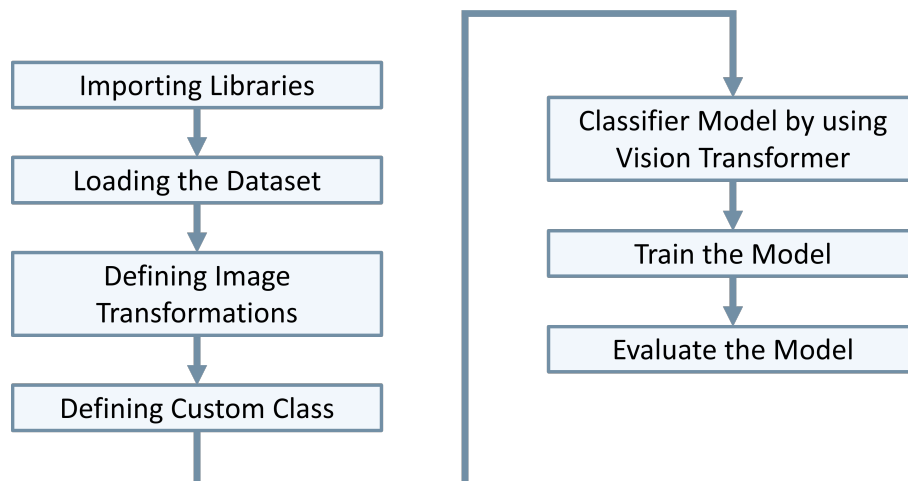 Importing Libraries
Loading the Dataset
Defining Image
Transformations
Defining Custom Class
Classifier Model by using
Vision Transformer
Train the Model
Evaluate the Model